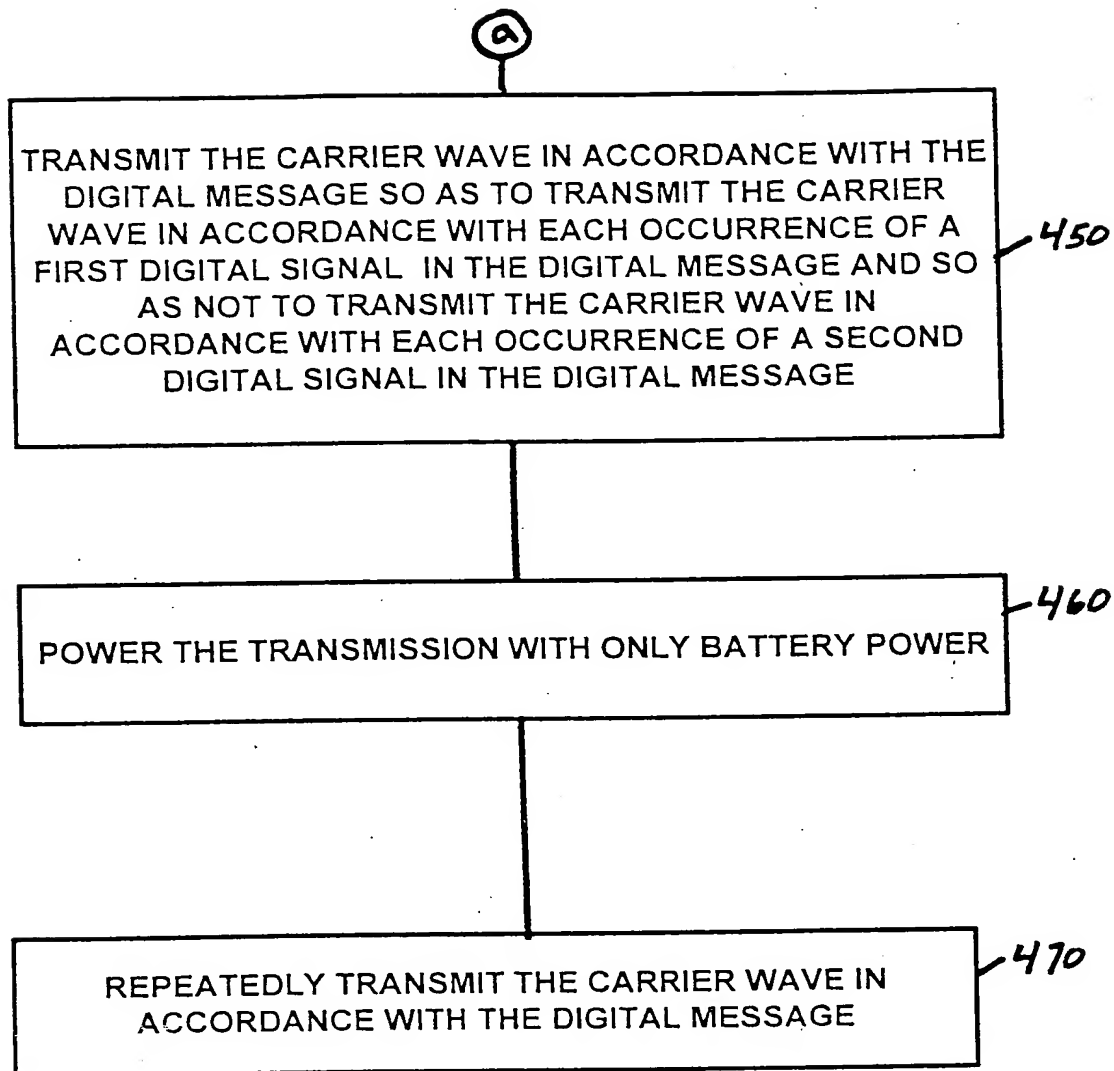 a
TRANSMIT THE CARRIER WAVE IN ACCORDANCE WITH THE
DIGITAL MESSAGE SO AS TO TRANSMIT THE CARRIER
WAVE IN ACCORDANCE WITH EACH OCCURRENCE OF A
FIRST DIGITAL SIGNAL IN THE DIGITAL MESSAGE AND SO
AS NOT TO TRANSMIT THE CARRIER WAVE IN
ACCORDANCE WITH EACH OCCURRENCE OF A SECOND
DIGITAL SIGNAL IN THE DIGITAL MESSAGE
450
POWER THE TRANSMISSION WITH ONLY BATTERY POWER
460
REPEATEDLY TRANSMIT THE CARRIER WAVE IN
ACCORDANCE WITH THE DIGITAL MESSAGE
470